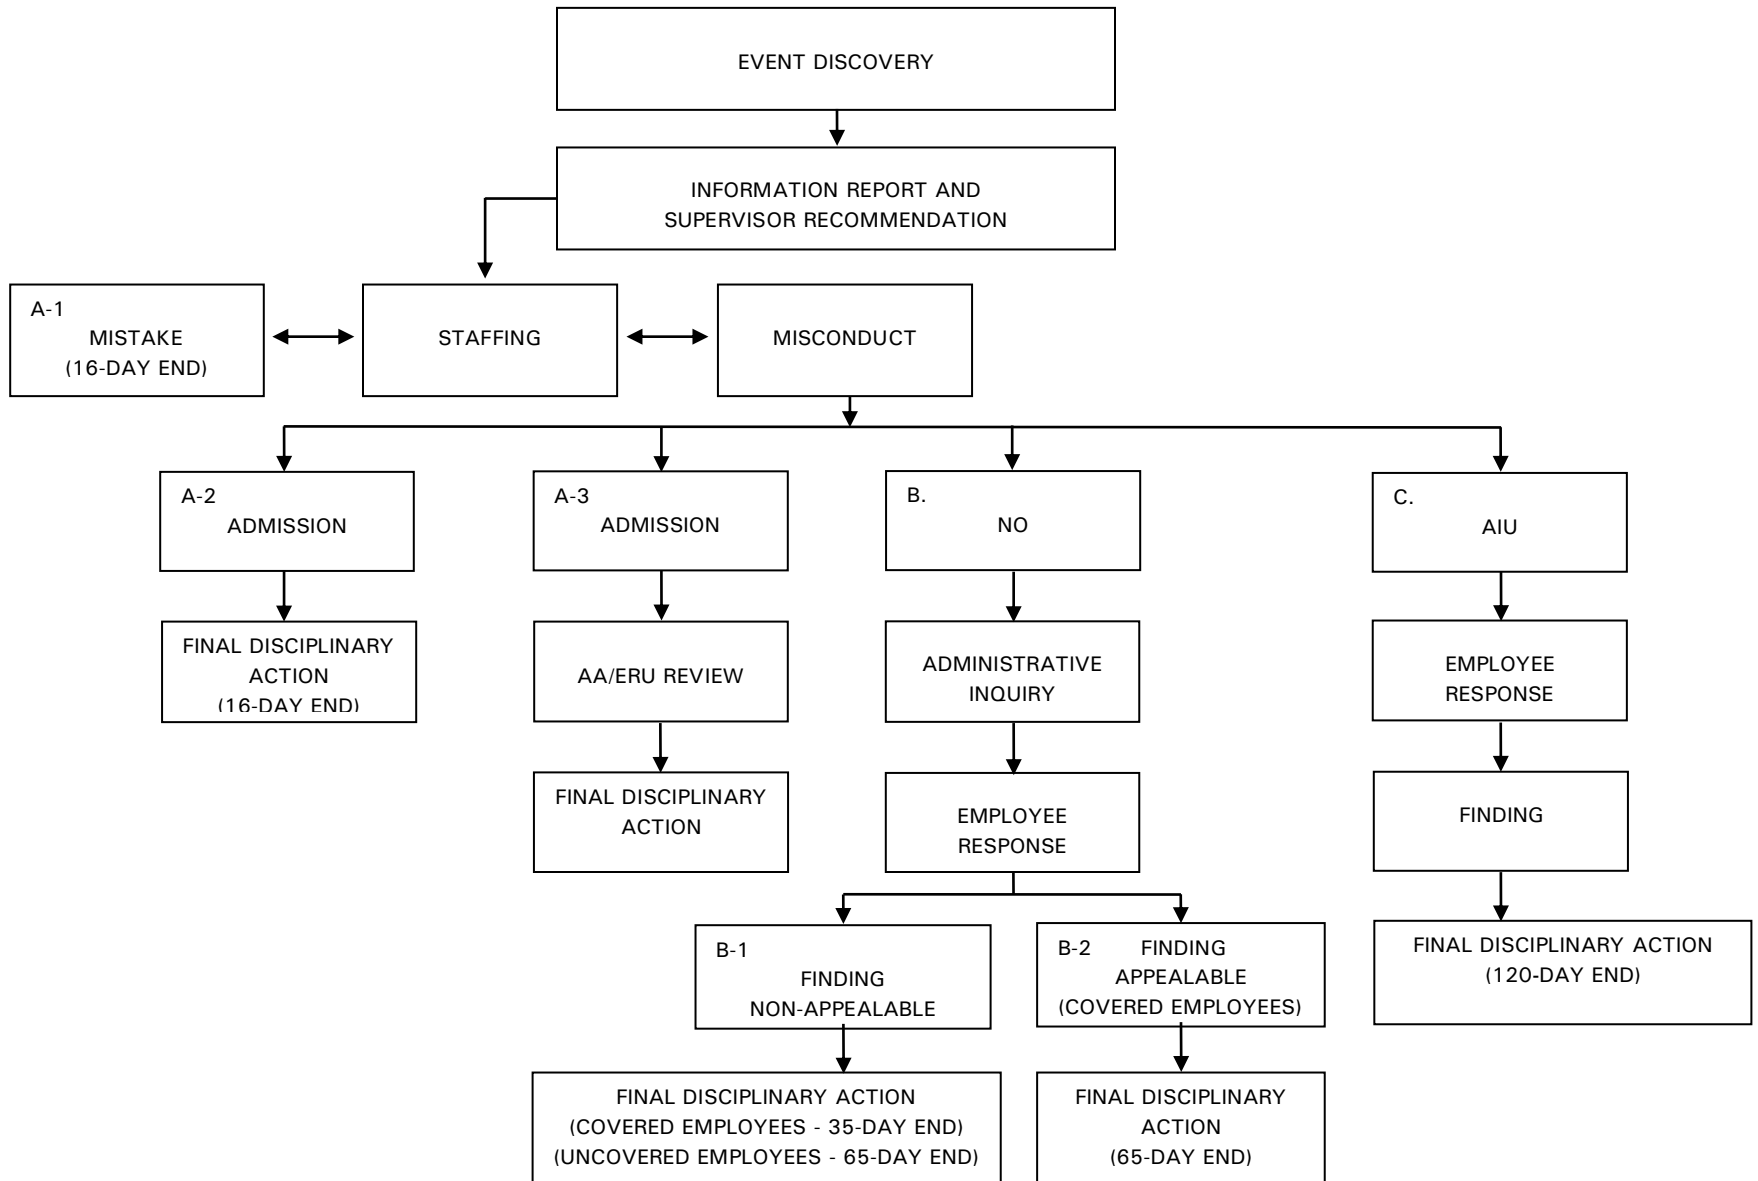 EVENT DISCOVERY
INFORMATION REPORT AND
SUPERVISOR RECOMMENDATION
A-1
MISTAKE
(16-DAY END)
STAFFING
MISCONDUCT
A-2
ADMISSION
A-3
ADMISSION
B.
NO
C.
AIU
FINAL DISCIPLINARY
ACTION
(16-DAY END)
AA/ERU REVIEW
ADMINISTRATIVE
INQUIRY
EMPLOYEE
RESPONSE
FINAL DISCIPLINARY
ACTION
EMPLOYEE
RESPONSE
FINDING
B-1
FINDING
NON-APPEALABLE
B-2 FINDING
APPEALABLE
(COVERED EMPLOYEES)
FINAL DISCIPLINARY ACTION
(120-DAY END)
FINAL DISCIPLINARY ACTION
(COVERED EMPLOYEES - 35-DAY END)
(UNCOVERED EMPLOYEES - 65-DAY END)
FINAL DISCIPLINARY
ACTION
(65-DAY END)